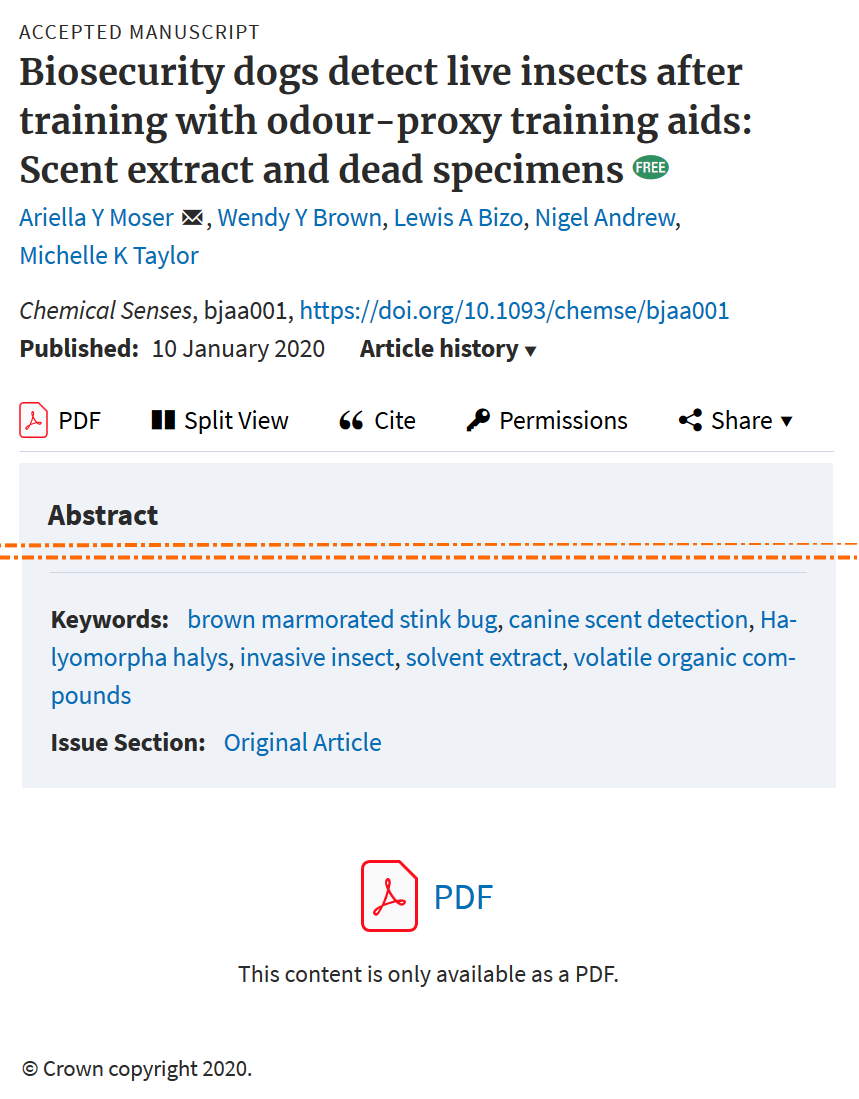 ACCEPTED MANUSCRIPT
Biosecurity dogs detect live insects after
training with odour-proxy training aids:
Scent extract and dead specimens FREE
Ariella Y Moser , Wendy Y Brown, Lewis A Bizo, Nigel Andrew,
Michelle K Taylor
Chemical Senses, bjaa001, https://doi.org/10.1093/chemse/bjaa001
Published: 10 January 2020 Article history ▼
PDF Split View Cite Permissions Share ▼
Abstract
Keywords: brown marmorated stink bug, canine scent detection, Ha-
lyomorpha halys, invasive insect, solvent extract, volatile organic com-
pounds
Issue Section: Original Article
PDF
This content is only available as a PDF.
© Crown copyright 2020.